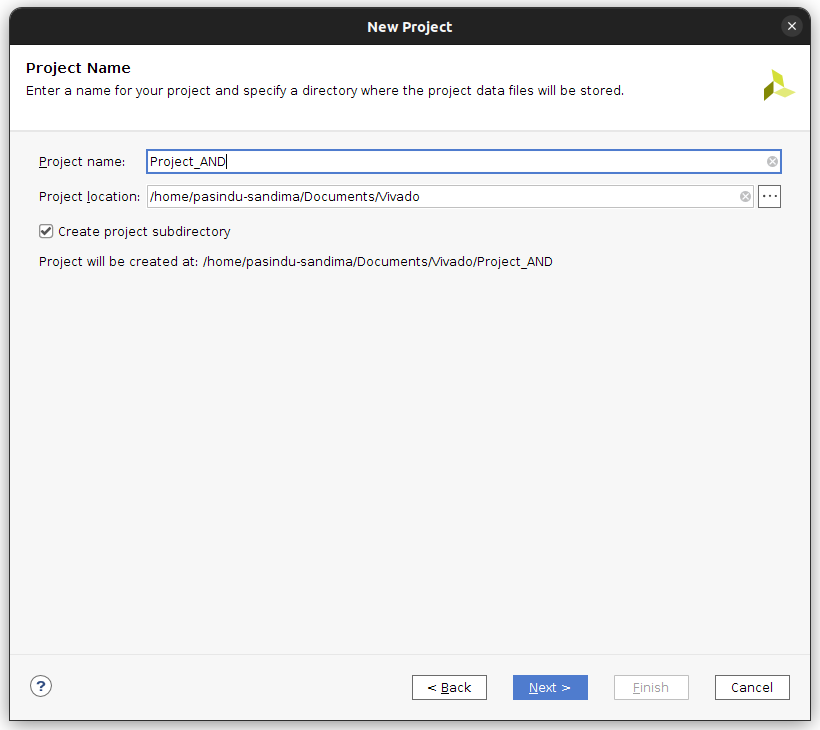 New Project
Project Name
Enter a name for your project and specify a directory where the project data files will be stored.
Project name: Project_AND
Project location: /home/pasindu-sandima/Documents/Vivado
Create project subdirectory
Project will be created at: /home/pasindu-sandima/Documents/Vivado/Project_AND
? < Back Next > Finish Cancel